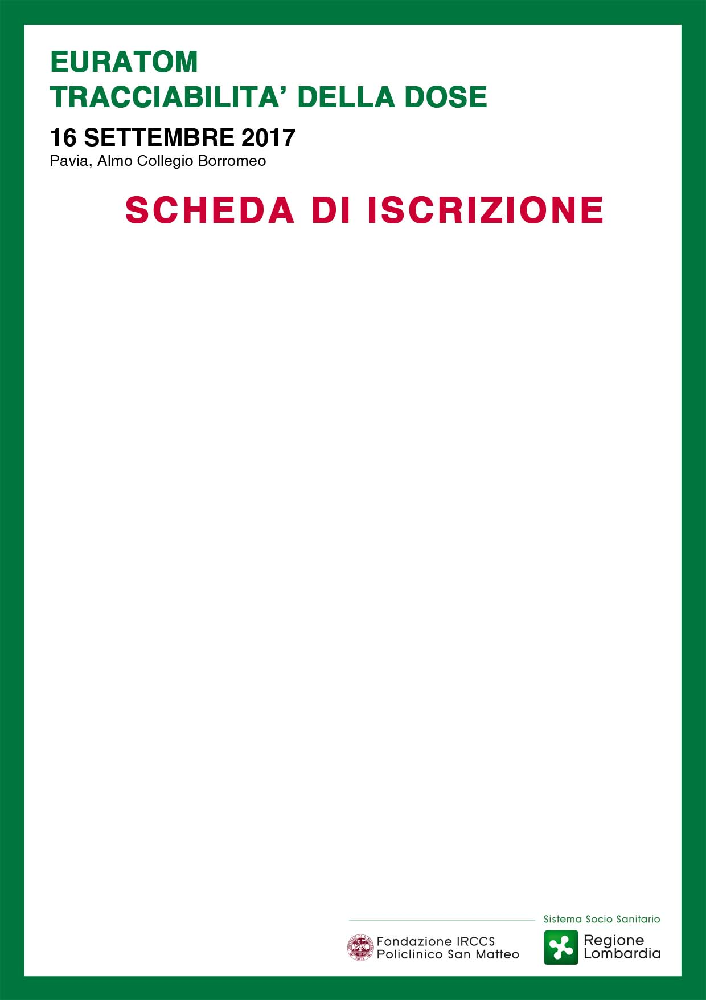 EURATOM
TRACCIABILITA’ DELLA DOSE
16 SETTEMBRE 2017
Pavia, Almo Collegio Borromeo
SCHEDA DI ISCRIZIONE
Sistema Socio Sanitario
Fondazione IRCCS
Policlinico San Matteo
Regione
Lombardia